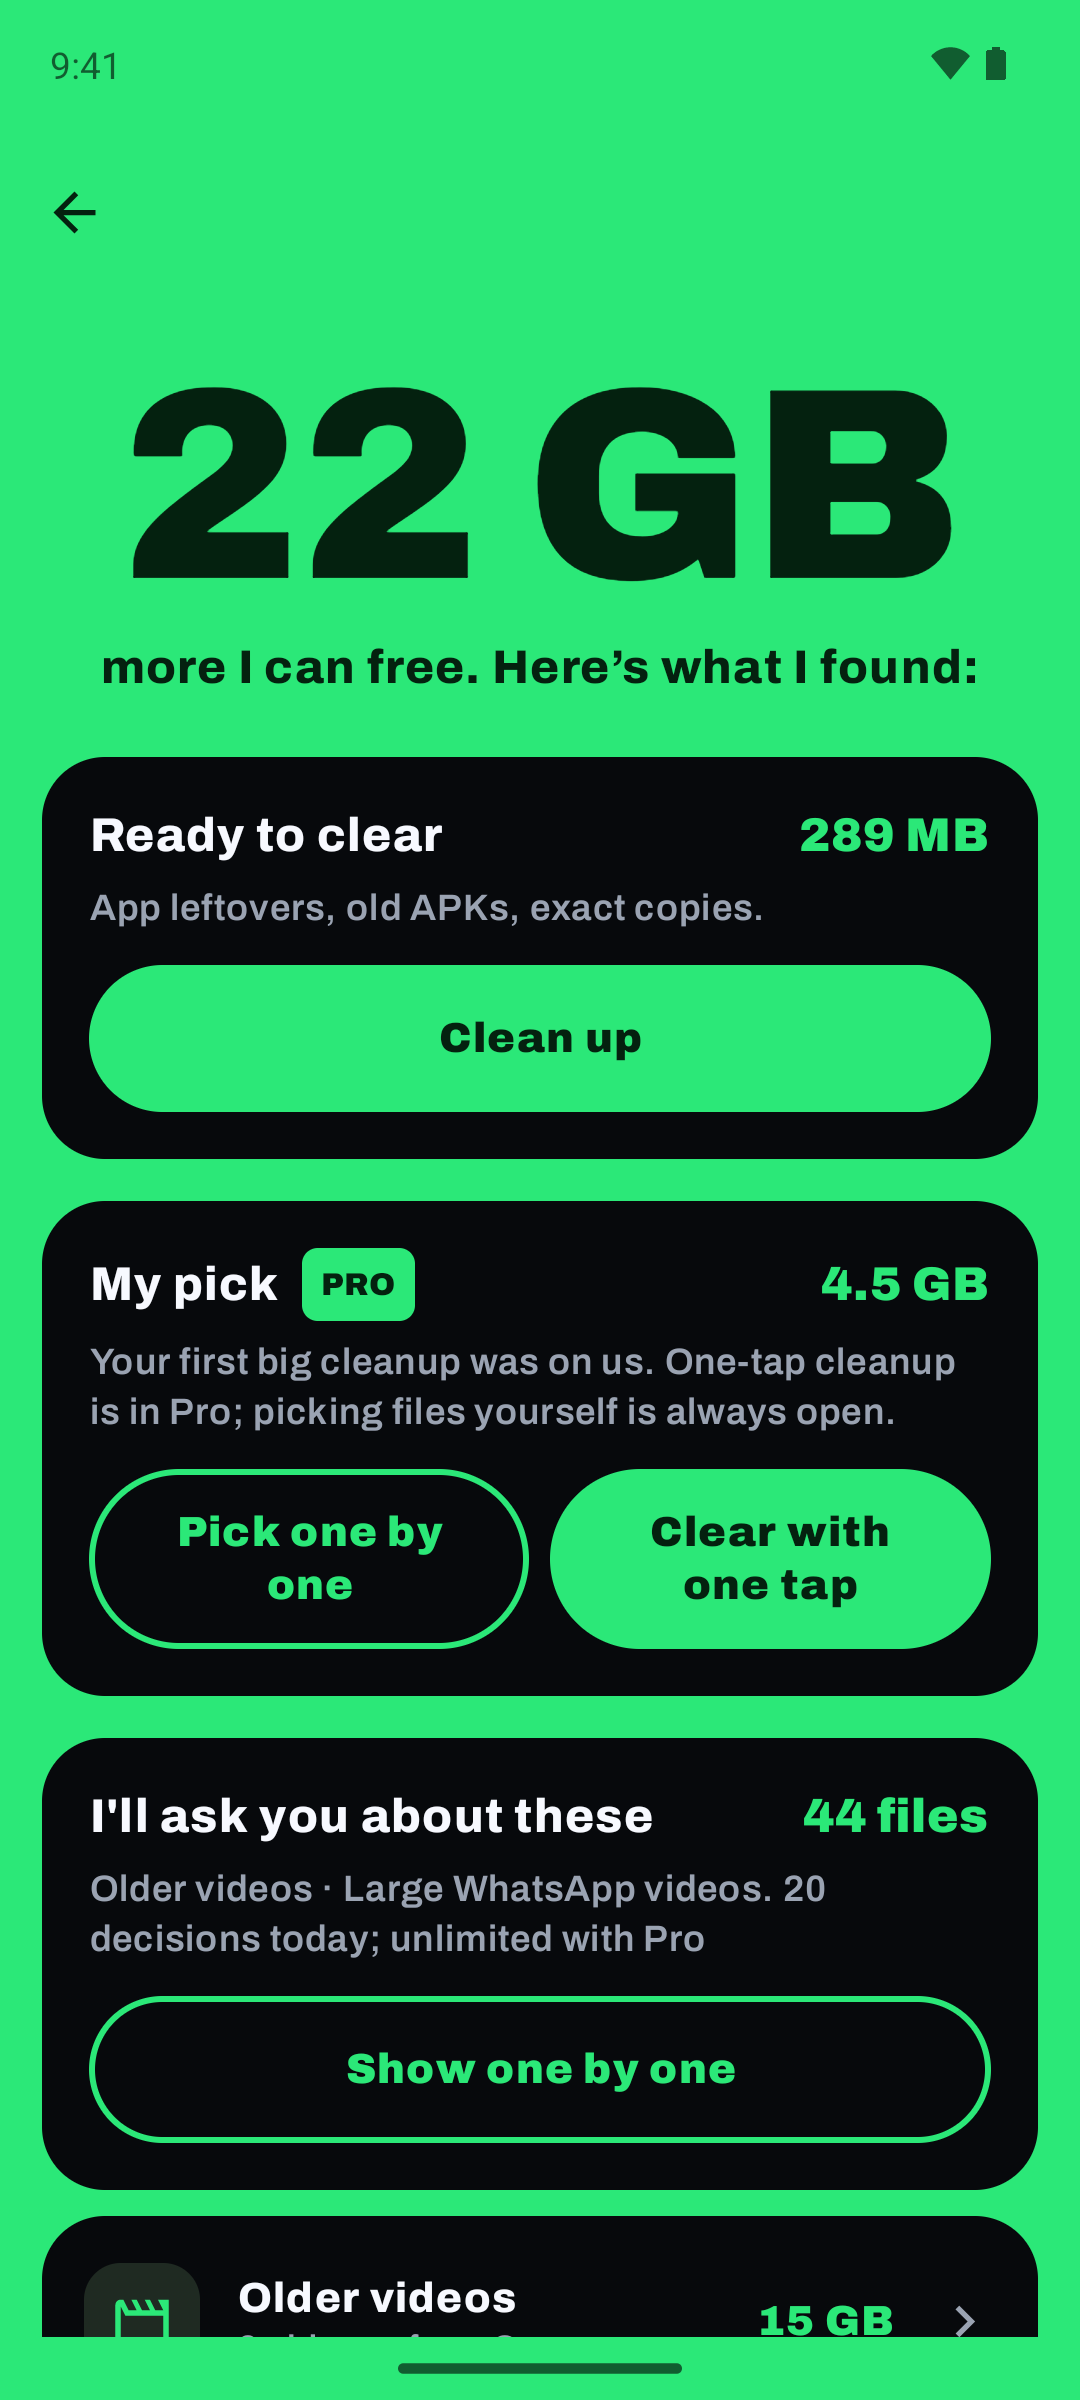 9:41
22 GB
more I can free. Here’s what I found:
Ready to clear
289 MB
App leftovers, old APKs, exact copies.
Clean up
My pick
PRO
4.5 GB
Your first big cleanup was on us. One-tap cleanup
is in Pro; picking files yourself is always open.
Pick one by
one
Clear with
one tap
I'll ask you about these
44 files
Older videos · Large WhatsApp videos. 20
decisions today; unlimited with Pro
Show one by one
Older videos
15 GB